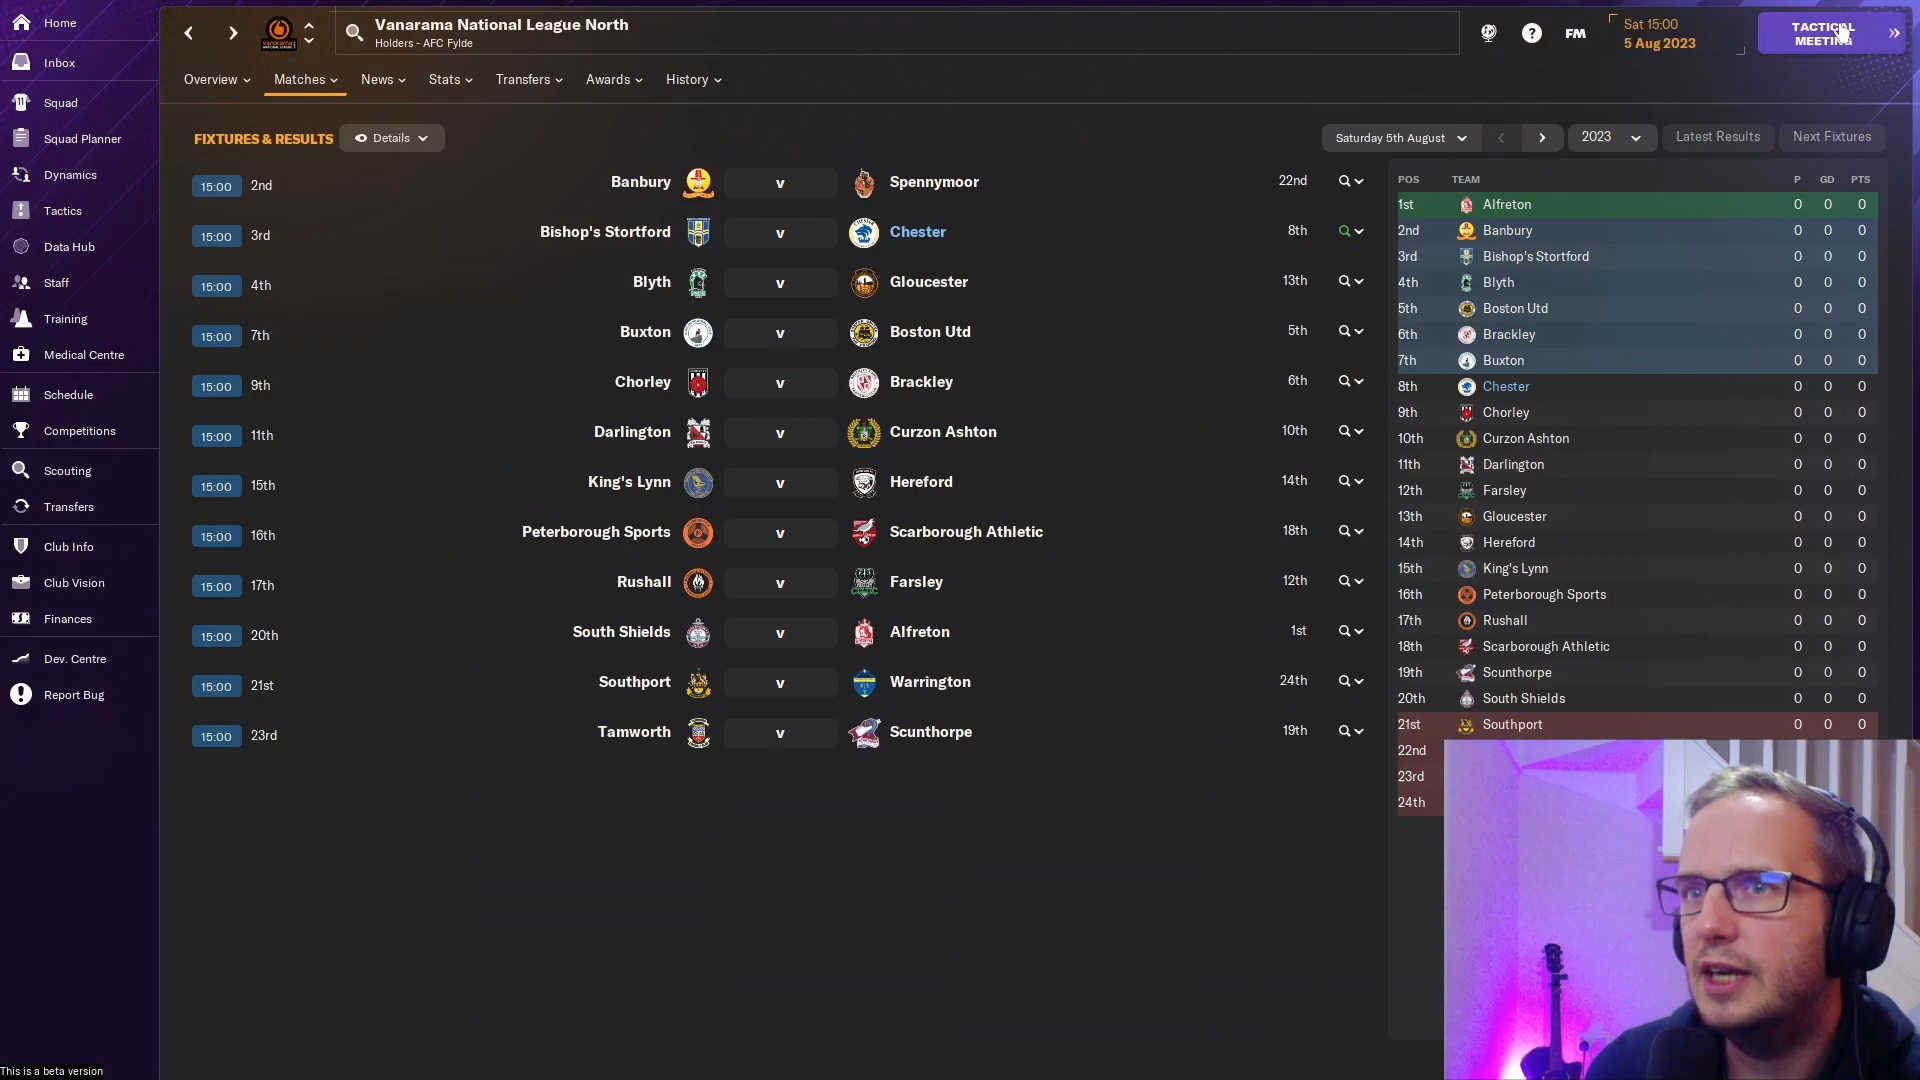 Home
Inbox
Squad
Squad Planner
Dynamics
Tactics
Data Hub
Staff
Training
Medical Centre
Schedule
Competitions
Scouting
Transfers
Club Info
Club Vision
Finances
Dev. Centre
Report Bug
This is a beta version
Vanarama National League North
Holders - AFC Fylde
FM
Sat 15:00
5 Aug 2023
TACTICAL
MEETING
Overview Matches News Stats Transfers Awards History
FIXTURES & RESULTS Details
Saturday 5th August 2023 Latest Results Next Fixtures
15:00 2nd Banbury v Spennymoor 22nd
15:00 3rd Bishop's Stortford v Chester 8th
15:00 4th Blyth v Gloucester 13th
15:00 7th Buxton v Boston Utd 5th
15:00 9th Chorley v Brackley 6th
15:00 11th Darlington v Curzon Ashton 10th
15:00 15th King's Lynn v Hereford 14th
15:00 16th Peterborough Sports v Scarborough Athletic 18th
15:00 17th Rushall v Farsley 12th
15:00 20th South Shields v Alfreton 1st
15:00 21st Southport v Warrington 24th
15:00 23rd Tamworth v Scunthorpe 19th
POS TEAM P GD PTS
1st Alfreton 0 0 0
2nd Banbury 0 0 0
3rd Bishop's Stortford 0 0 0
4th Blyth 0 0 0
5th Boston Utd 0 0 0
6th Brackley 0 0 0
7th Buxton 0 0 0
8th Chester 0 0 0
9th Chorley 0 0 0
10th Curzon Ashton 0 0 0
11th Darlington 0 0 0
12th Farsley 0 0 0
13th Gloucester 0 0 0
14th Hereford 0 0 0
15th King's Lynn 0 0 0
16th Peterborough Sports 0 0 0
17th Rushall 0 0 0
18th Scarborough Athletic 0 0 0
19th Scunthorpe 0 0 0
20th South Shields 0 0 0
21st Southport 0 0 0
22nd
23rd
24th